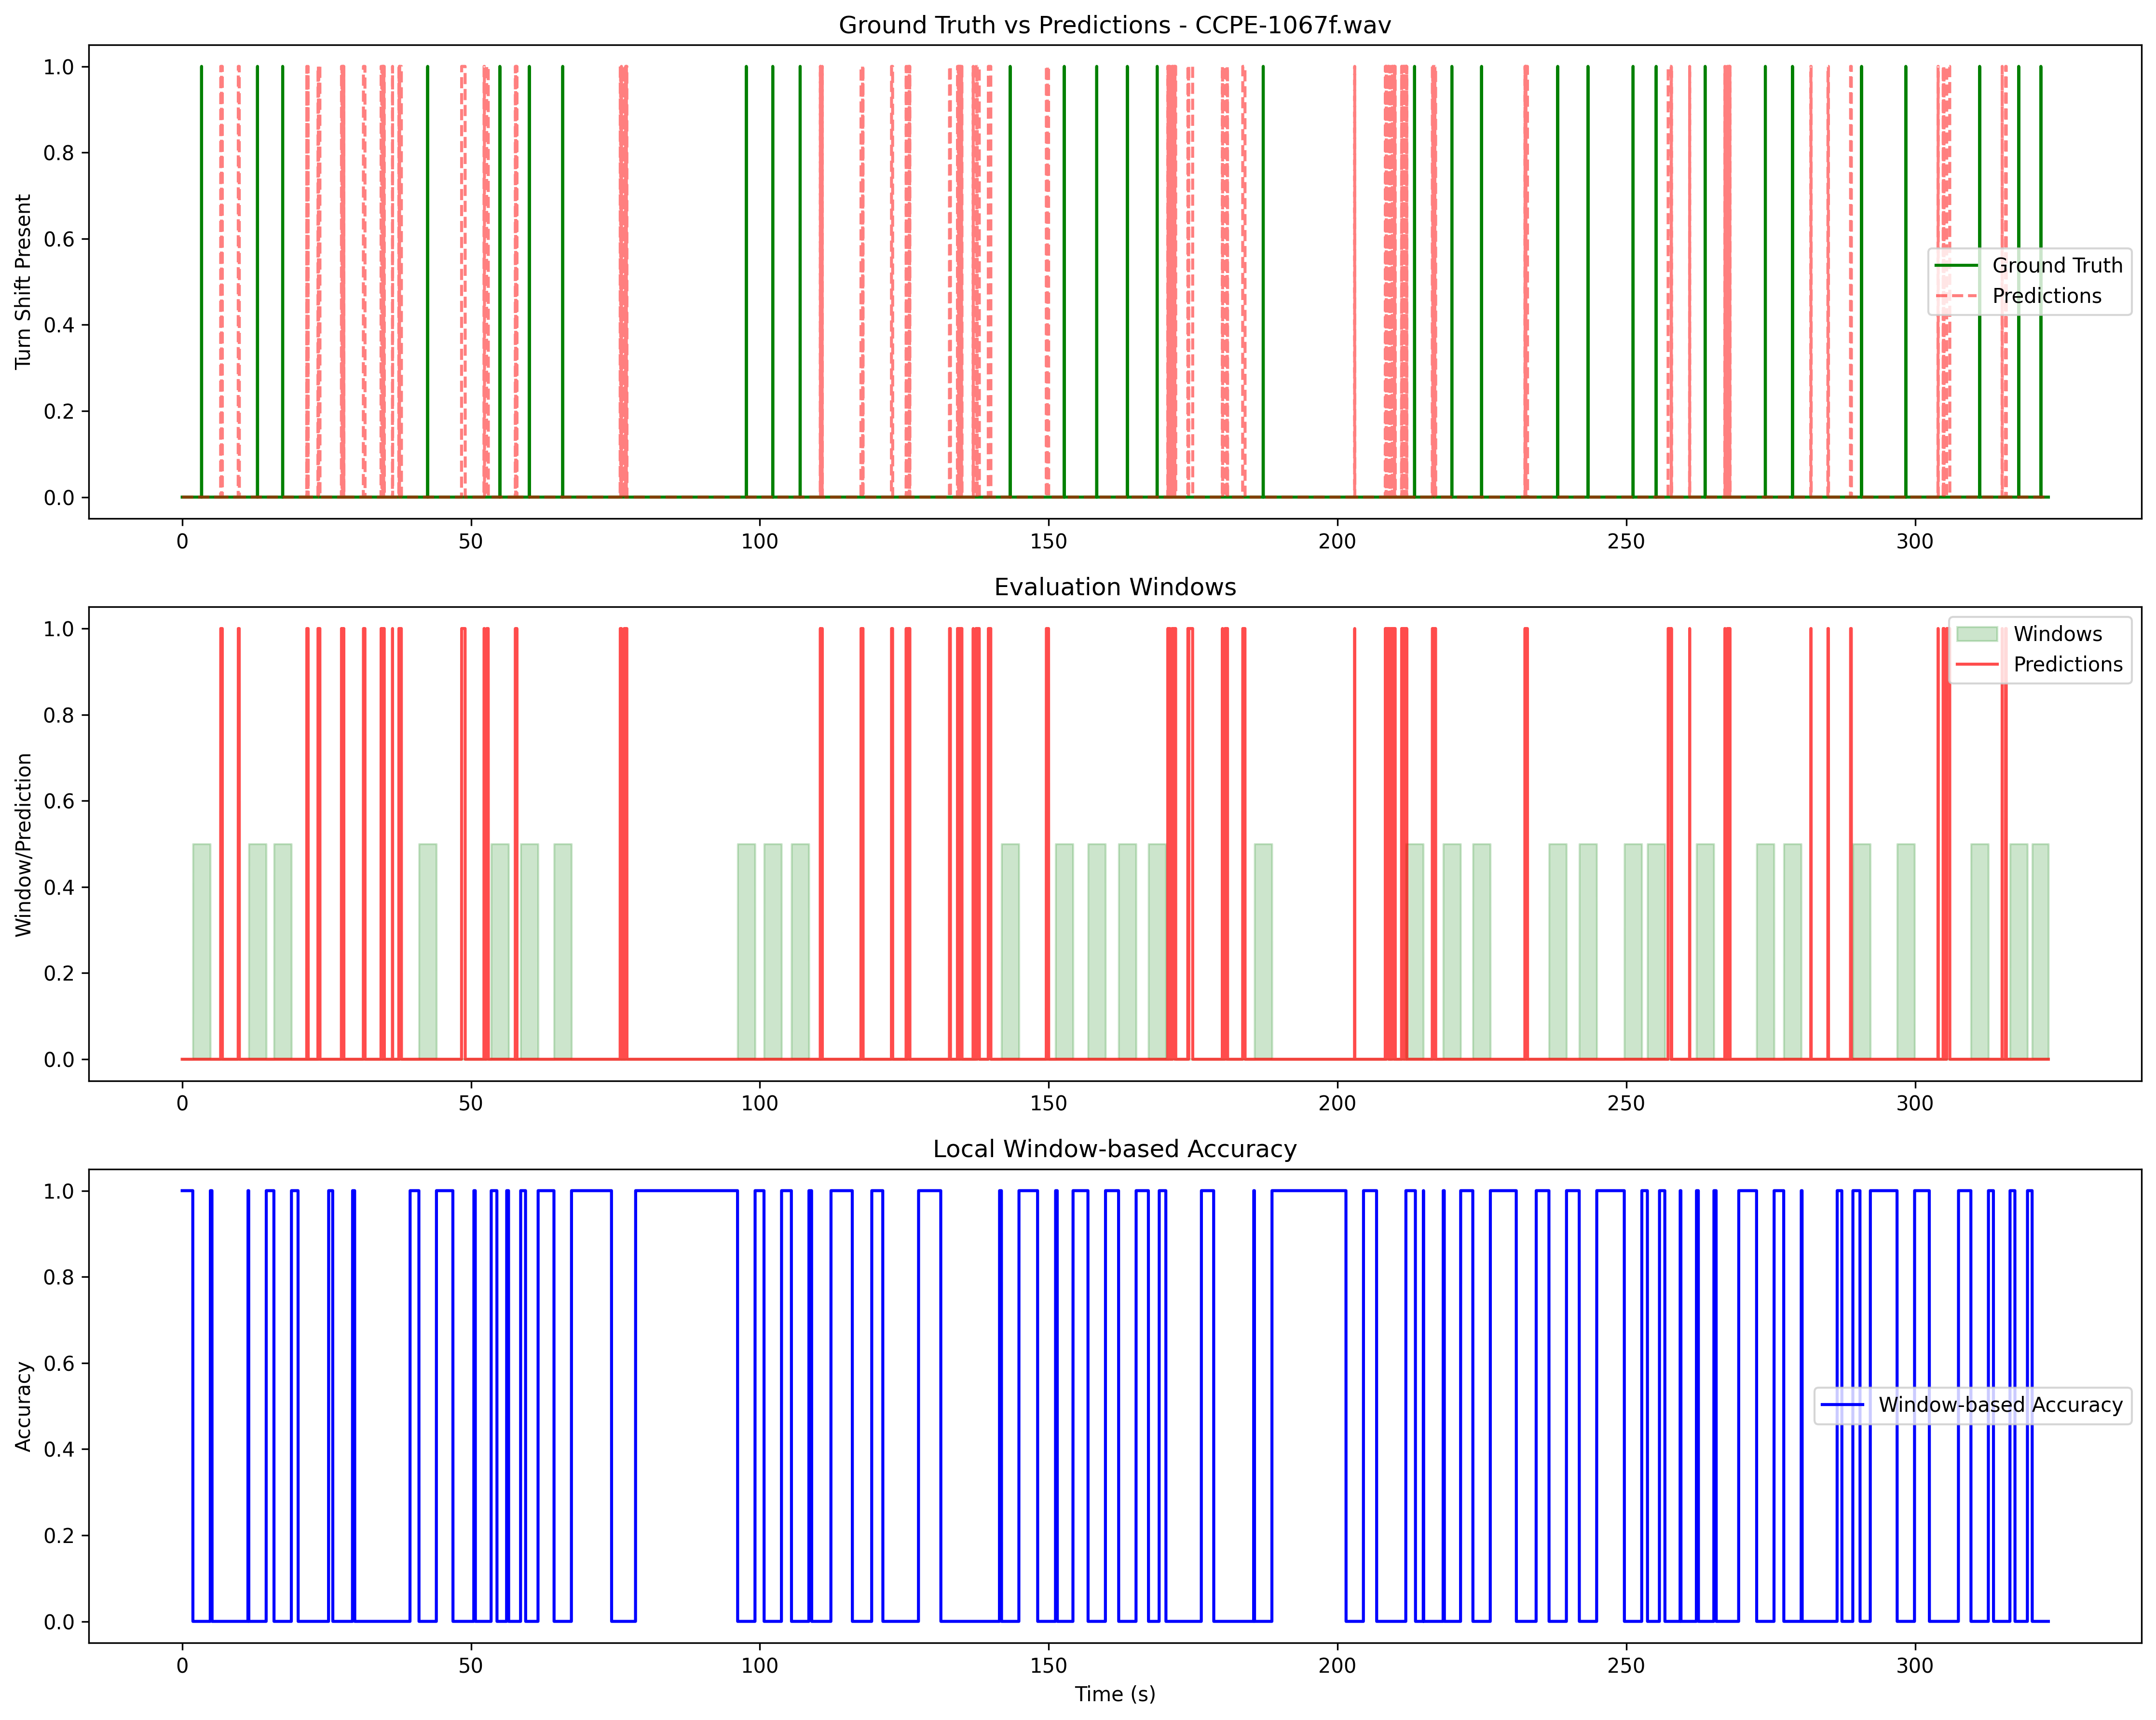 Ground Truth vs Predictions - CCPE-1067f.wav
Turn Shift Present
1.0
0.8
0.6
0.4
0.2
0.0
Ground Truth
Predictions
0 50 100 150 200 250 300
Evaluation Windows
Window/Prediction
1.0
0.8
0.6
0.4
0.2
0.0
Windows
Predictions
0 50 100 150 200 250 300
Local Window-based Accuracy
Accuracy
1.0
0.8
0.6
0.4
0.2
0.0
Window-based Accuracy
0 50 100 150 200 250 300
Time (s)